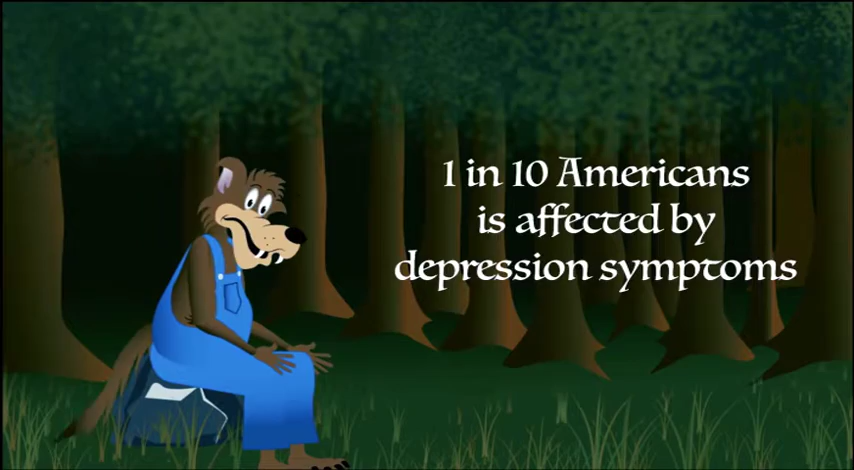 1 in 10 Americans
is affected by
depression symptoms